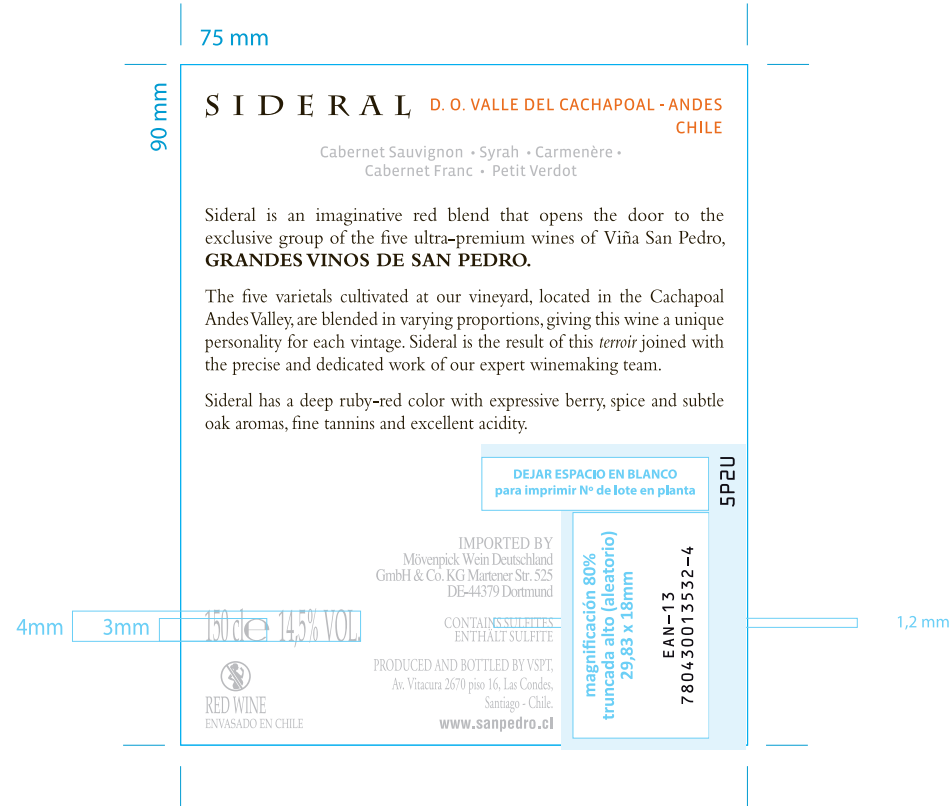 75 mm
90 mm
SIDERAL D. O. VALLE DEL CACHAPOAL - ANDES
CHILE
Cabernet Sauvignon • Syrah • Carmenère •
Cabernet Franc • Petit Verdot
Sideral is an imaginative red blend that opens the door to the
exclusive group of the five ultra-premium wines of Viña San Pedro,
GRANDES VINOS DE SAN PEDRO.
The five varietals cultivated at our vineyard, located in the Cachapoal
Andes Valley, are blended in varying proportions, giving this wine a unique
personality for each vintage. Sideral is the result of this terroir joined with
the precise and dedicated work of our expert winemaking team.
Sideral has a deep ruby-red color with expressive berry, spice and subtle
oak aromas, fine tannins and excellent acidity.
DEJAR ESPACIO EN BLANCO
para imprimir Nº de lote en planta
5P2U
IMPORTED BY
Mövenpick Wein Deutschland
GmbH & Co. KG Martener Str. 525
DE-44379 Dortmund
4mm 3mm 150 cl e 14,5% VOL.
CONTAINS SULFITES
ENTHÄLT SULFITE
1,2 mm
PRODUCED AND BOTTLED BY VSPT,
Av. Vitacura 2670 piso 16, Las Condes,
Santiago - Chile.
www.sanpedro.cl
RED WINE
ENVASADO EN CHILE
magnificación 80%
truncada alto (aleatorio)
29,83 x 18mm
EAN-13
7804300013532-4